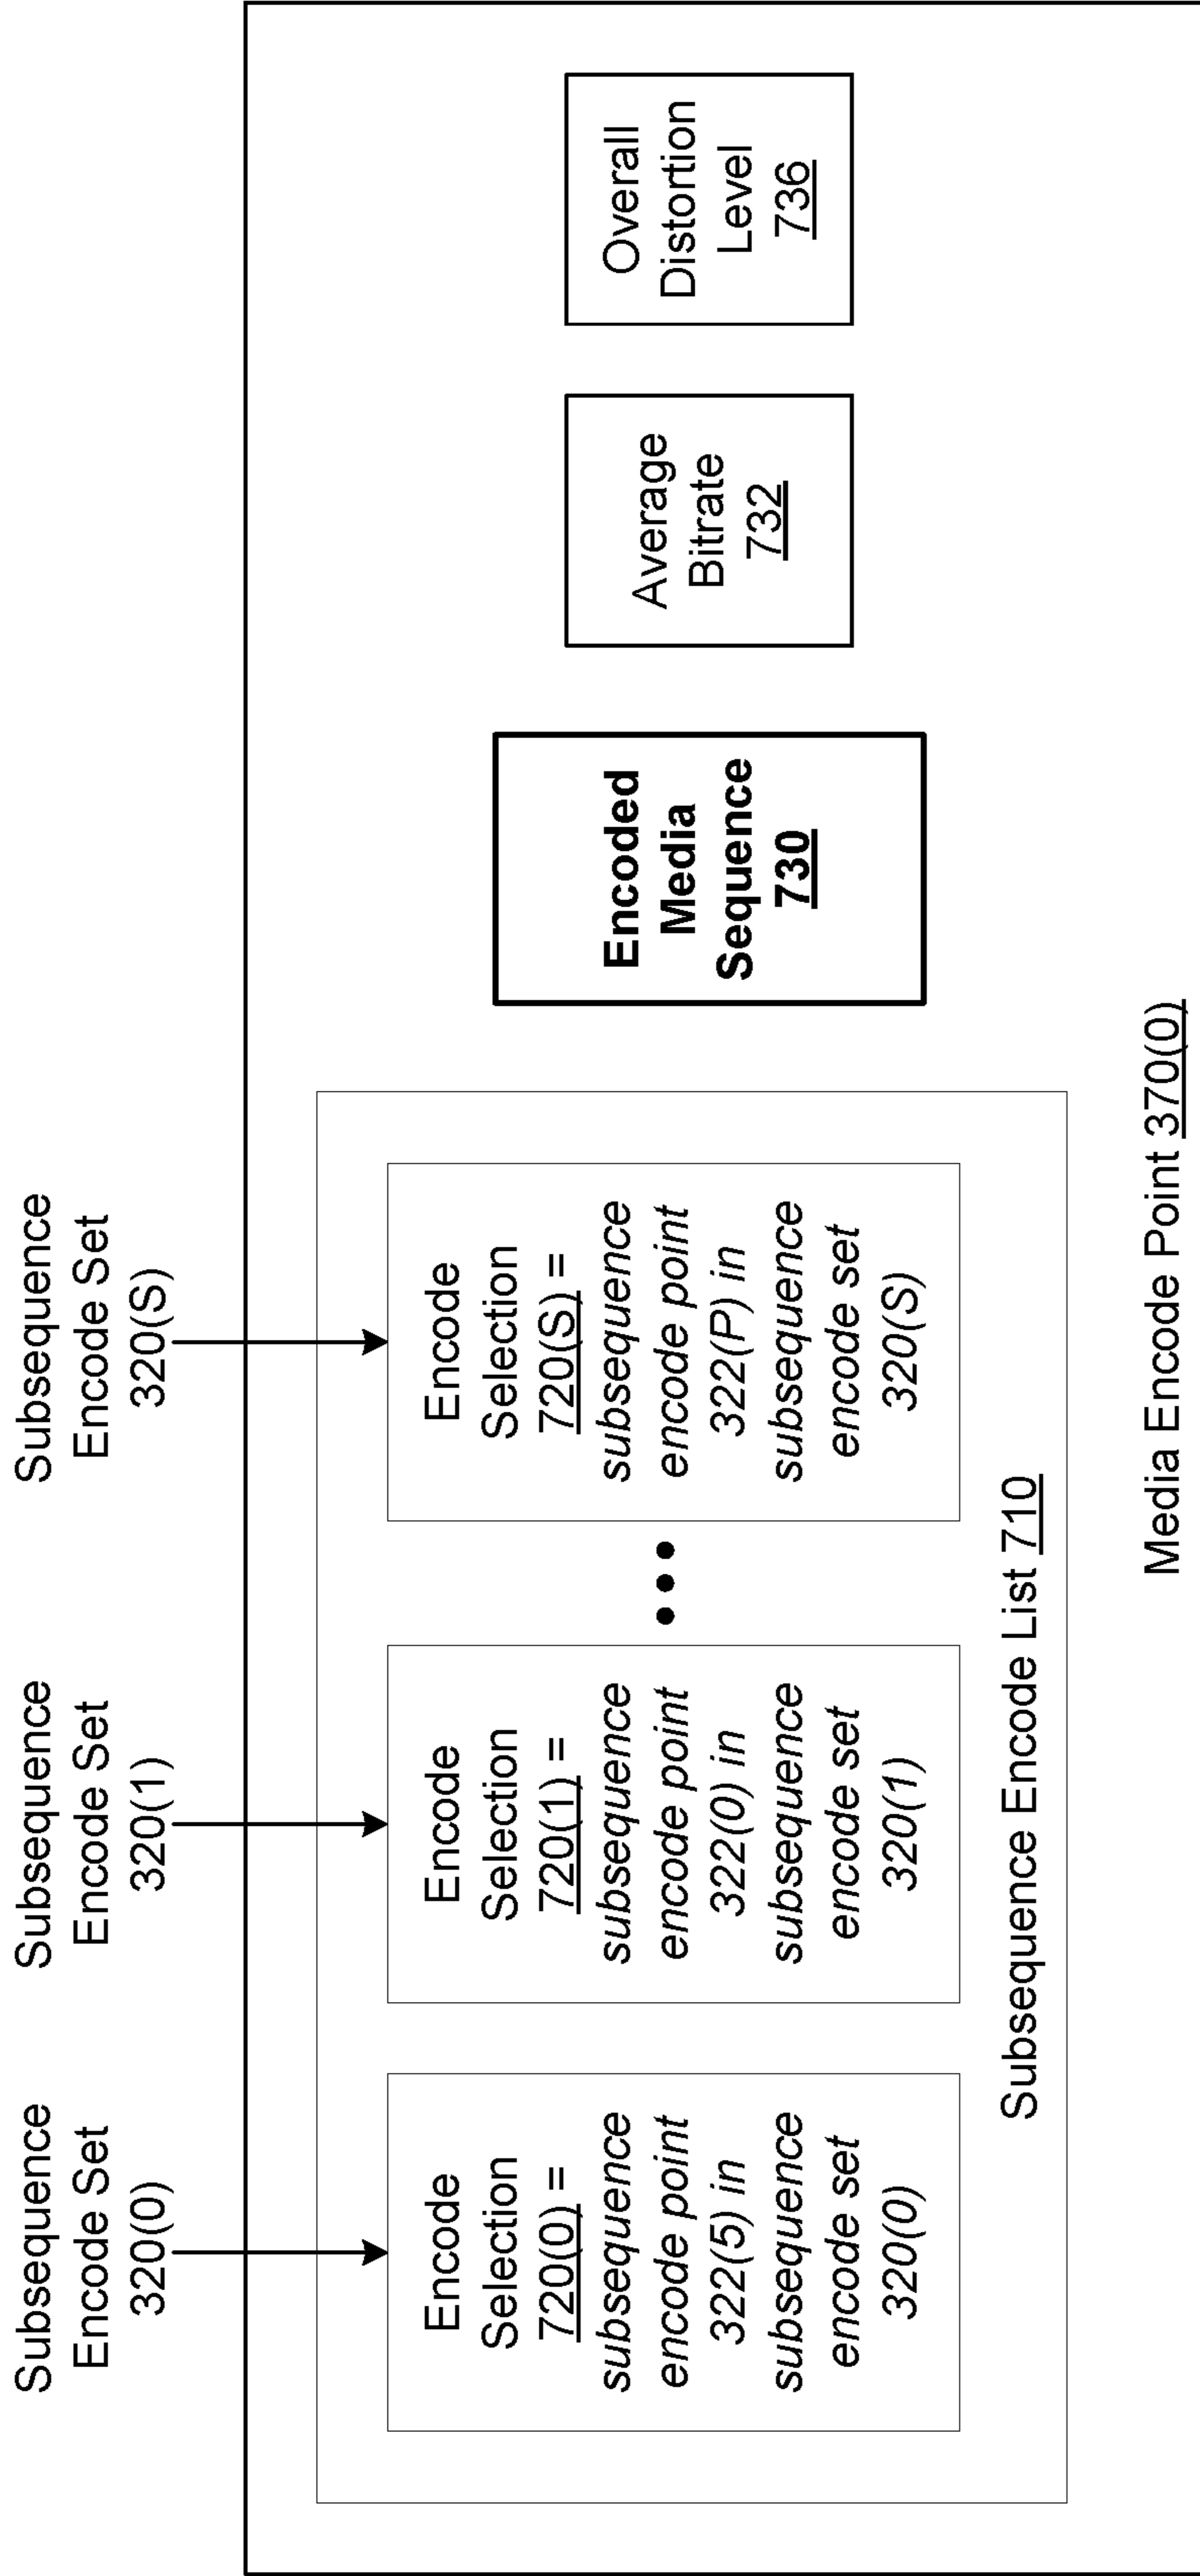 Subsequence
Encode Set
320(0)
Subsequence
Encode Set
320(1)
Subsequence
Encode Set
320(S)
Encode
Selection
720(0) =
subsequence
encode point
322(5) in
subsequence
encode set
320(0)
Encode
Selection
720(1) =
subsequence
encode point
322(0) in
subsequence
encode set
320(1)
Encode
Selection
720(S) =
subsequence
encode point
322(P) in
subsequence
encode set
320(S)
Subsequence Encode List 710
Encoded
Media
Sequence
730
Average
Bitrate
732
Overall
Distortion
Level
736
Media Encode Point 370(0)